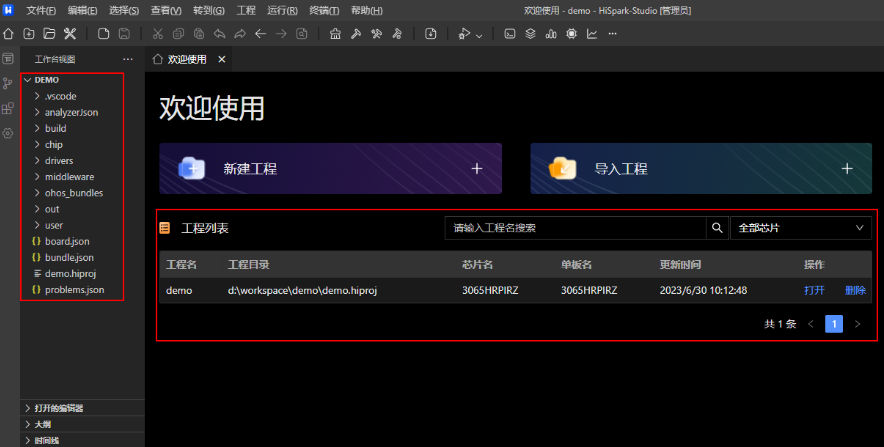 文件(F) 编辑(E) 选择(S) 查看(V) 转到(G) 工程 运行(R) 终端(T) 帮助(H) 欢迎使用 - demo - HiSpark-Studio [管理员]
工作台视图 ···
欢迎使用
DEMO
.vscode
analyzerJson
build
chip
drivers
middleware
ohos_bundles
out
user
board.json
bundle.json
demo.hiproj
problems.json
打开的编辑器
大纲
时间线
欢迎使用
新建工程
导入工程
工程列表 请输入工程名搜索 全部芯片
工程名 工程目录 芯片名 单板名 更新时间 操作
demo d:\workspace\demo\demo.hiproj 3065HRPIRZ 3065HRPIRZ 2023/6/30 10:12:48 打开 删除
共 1 条 1